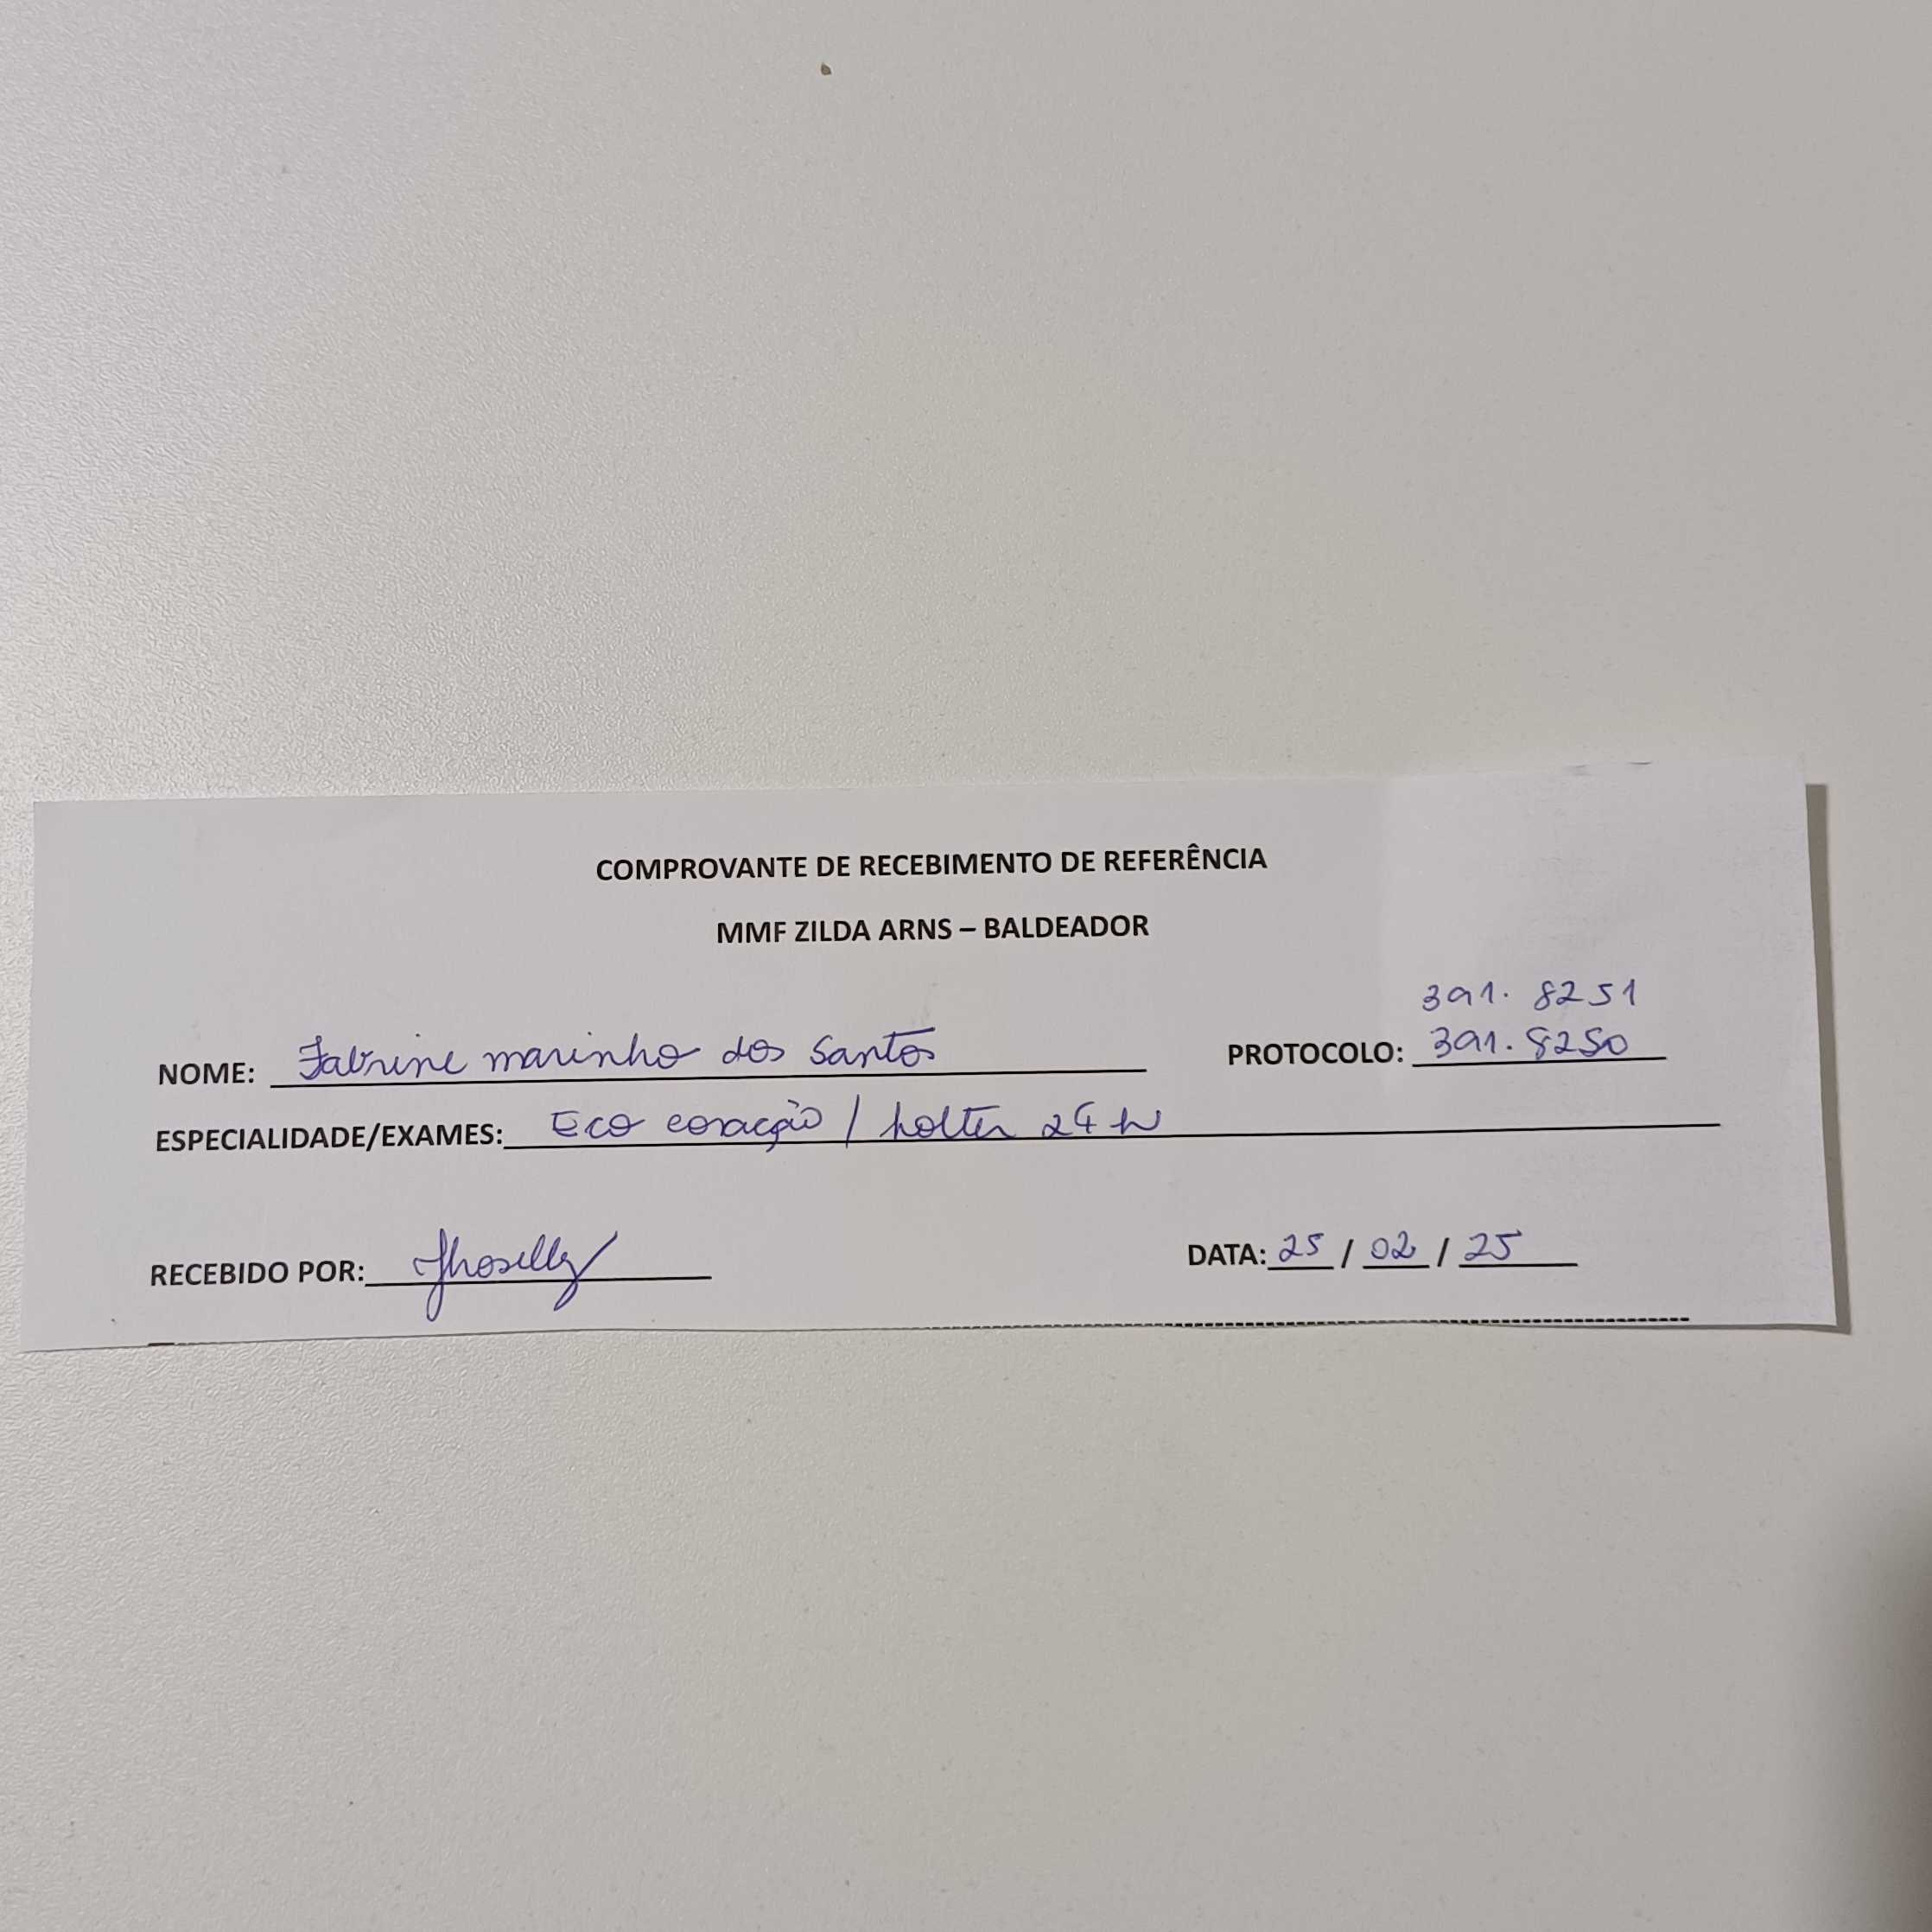 COMPROVANTE DE RECEBIMENTO DE REFERÊNCIA
MMF ZILDA ARNS – BALDEADOR
391. 8251
NOME: Fabrine marinho dos Santos PROTOCOLO: 391. 8250
ESPECIALIDADE/EXAMES: Eco coração / holter 24 h
RECEBIDO POR: Jhoselly DATA: 25 / 02 / 25